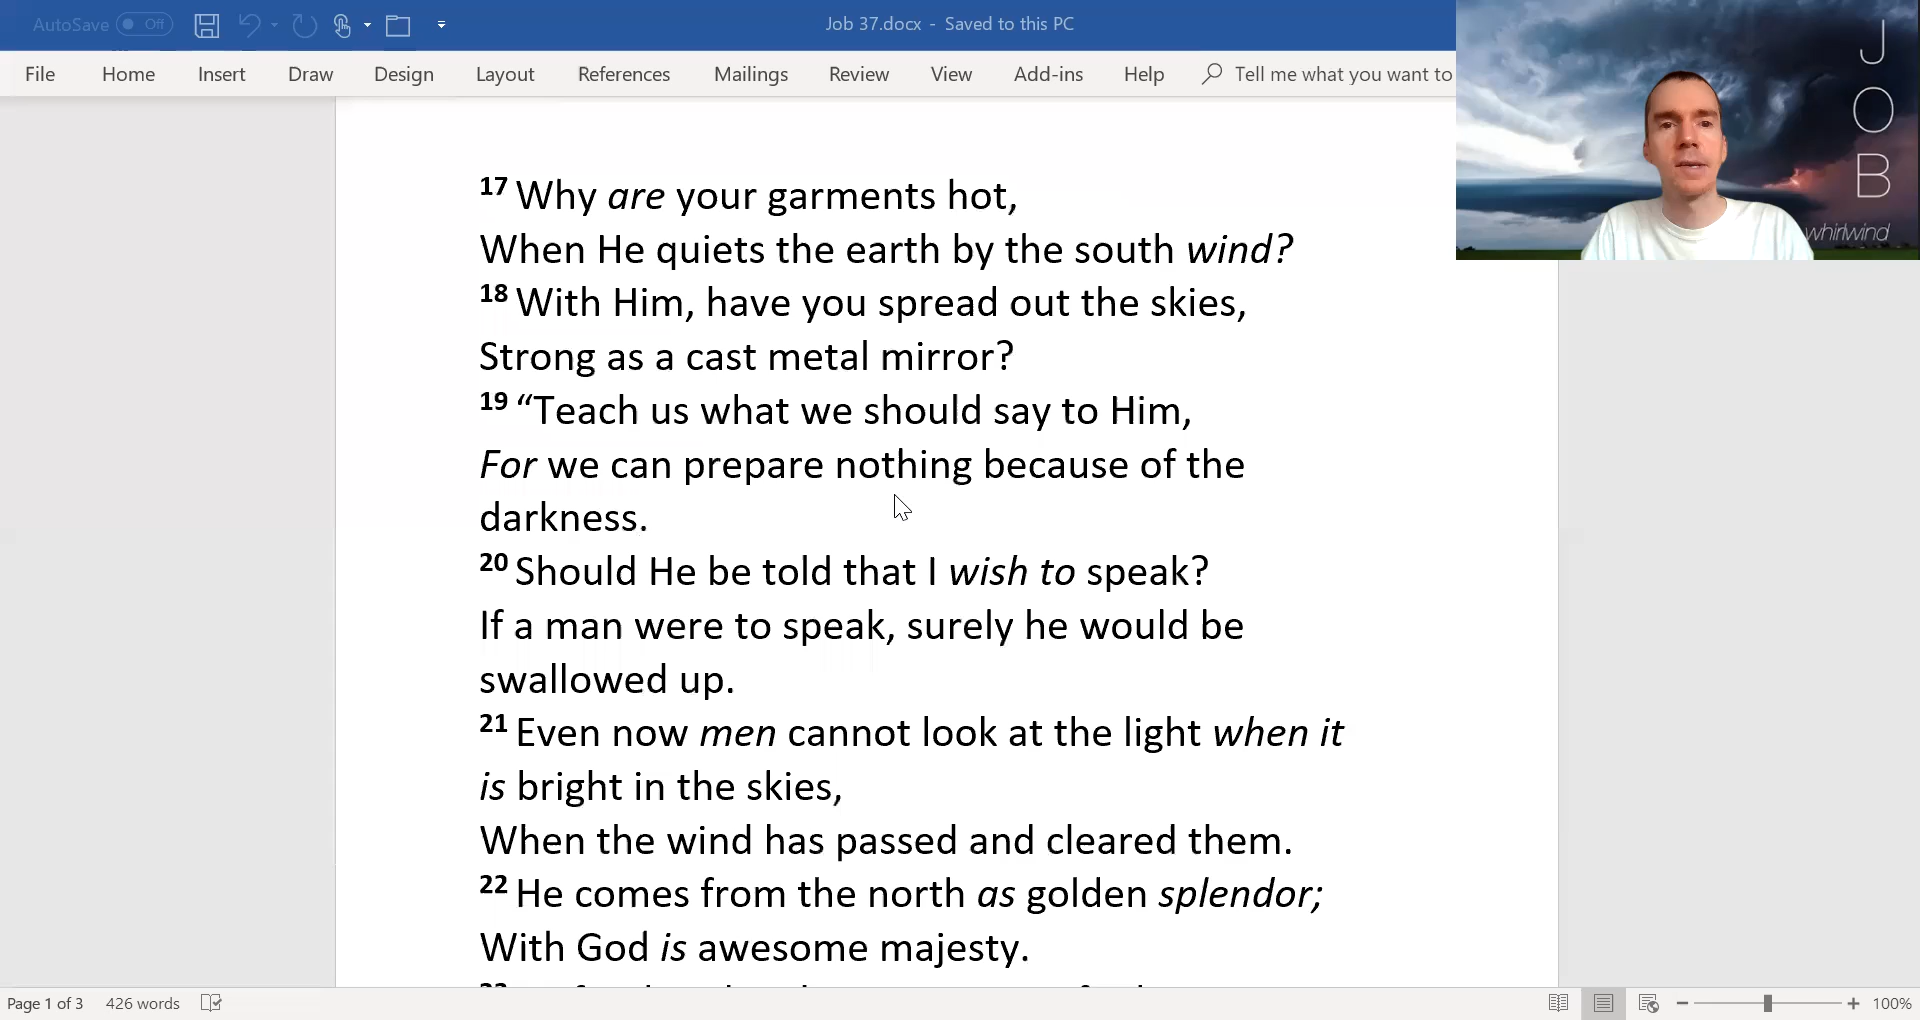 AutoSave Off
Job 37.docx - Saved to this PC
File Home Insert Draw Design Layout References Mailings Review View Add-ins Help Tell me what you want to
J
O
B
whirlwind
17 Why are your garments hot,
When He quiets the earth by the south wind?
18 With Him, have you spread out the skies,
Strong as a cast metal mirror?
19 “Teach us what we should say to Him,
For we can prepare nothing because of the
darkness.
20 Should He be told that I wish to speak?
If a man were to speak, surely he would be
swallowed up.
21 Even now men cannot look at the light when it
is bright in the skies,
When the wind has passed and cleared them.
22 He comes from the north as golden splendor;
With God is awesome majesty.
Page 1 of 3 426 words 100%